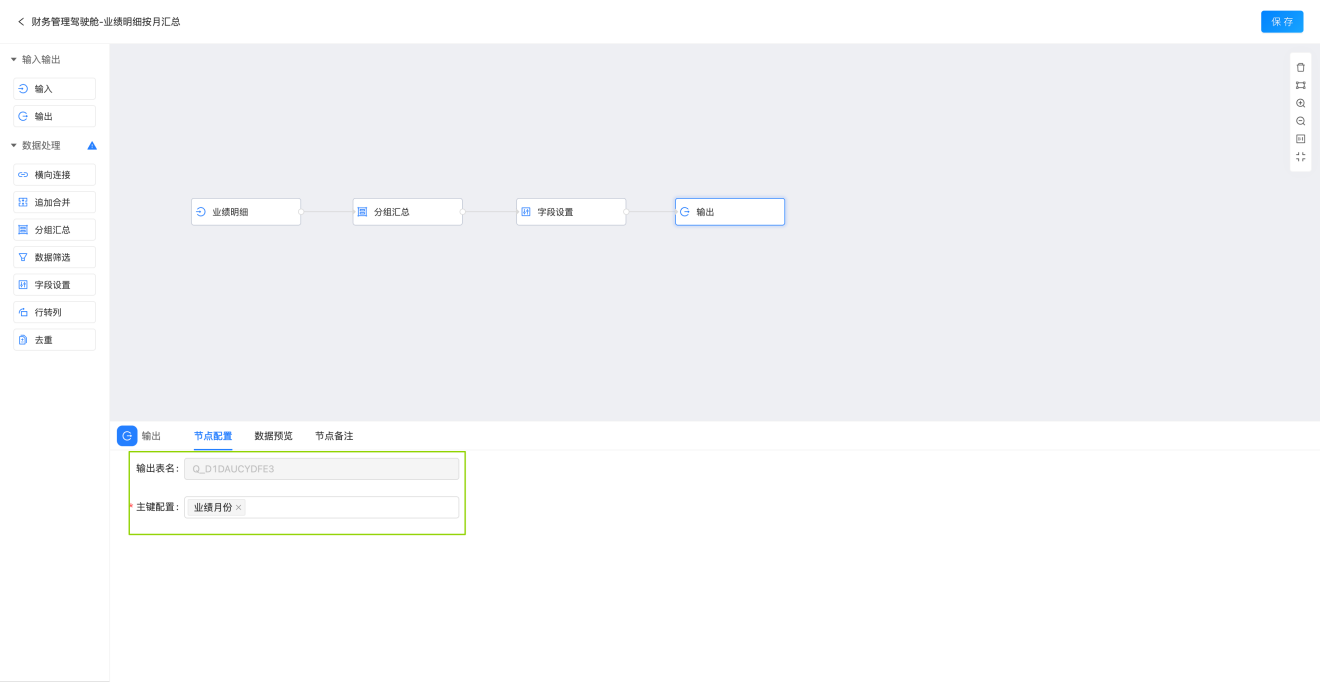 财务管理驾驶舱-业绩明细按月汇总
保存
输入输出
输入
输出
数据处理
横向连接
追加合并
分组汇总
数据筛选
字段设置
行转列
去重
业绩明细
分组汇总
字段设置
输出
输出 节点配置 数据预览 节点备注
输出表名: Q_D1DAUCYDFE3
* 主键配置: 业绩月份 ×